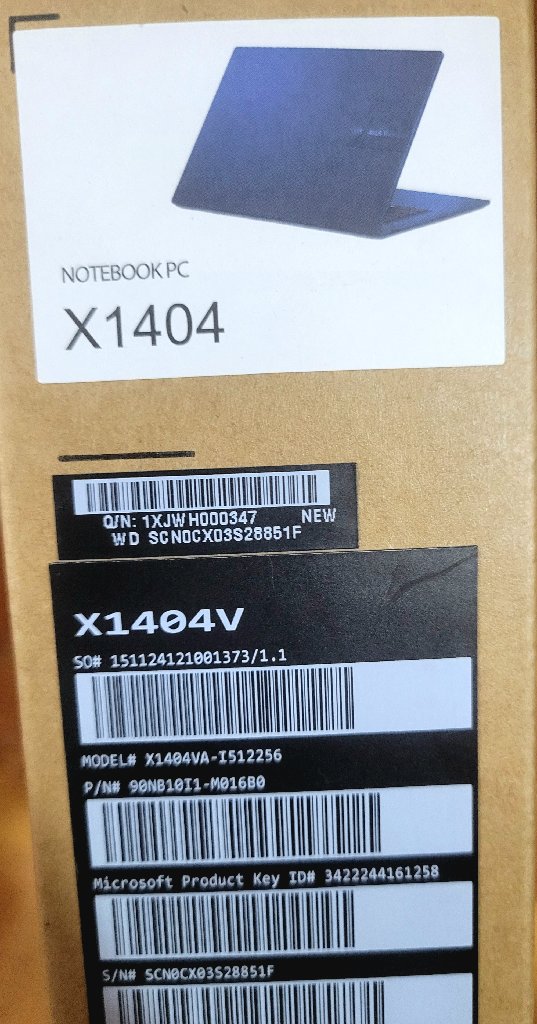 NOTEBOOK PC
X1404
Q/N: 1XJWH000347 NEW
WD SCN0CX03S28851F
X1404V
SO# 151124121001373/1.1
MODEL# X1404VA-I512256
P/N# 90NB10I1-M016B0
Microsoft Product Key ID# 3422244161258
S/N# SCN0CX03S28851F